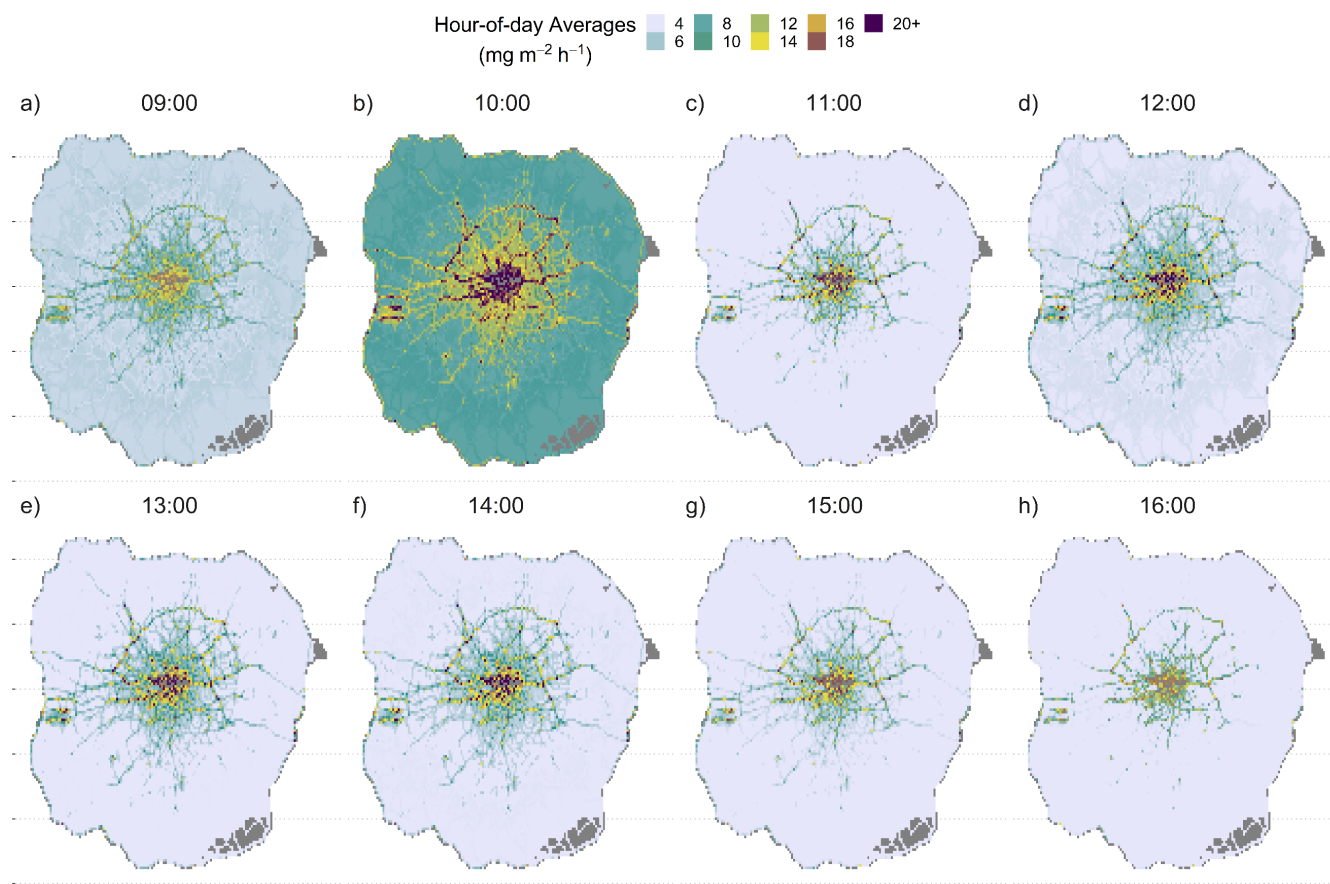 Hour-of-day Averages 4 8 12 16 20+
(mg m⁻² h⁻¹) 6 10 14 18
a) 09:00 b) 10:00 c) 11:00 d) 12:00
e) 13:00 f) 14:00 g) 15:00 h) 16:00